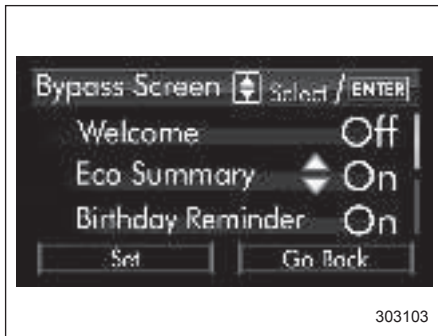 Bypass Screen Select / ENTER
Welcome Off
Eco Summary On
Birthday Reminder On
Set Go Back
303103